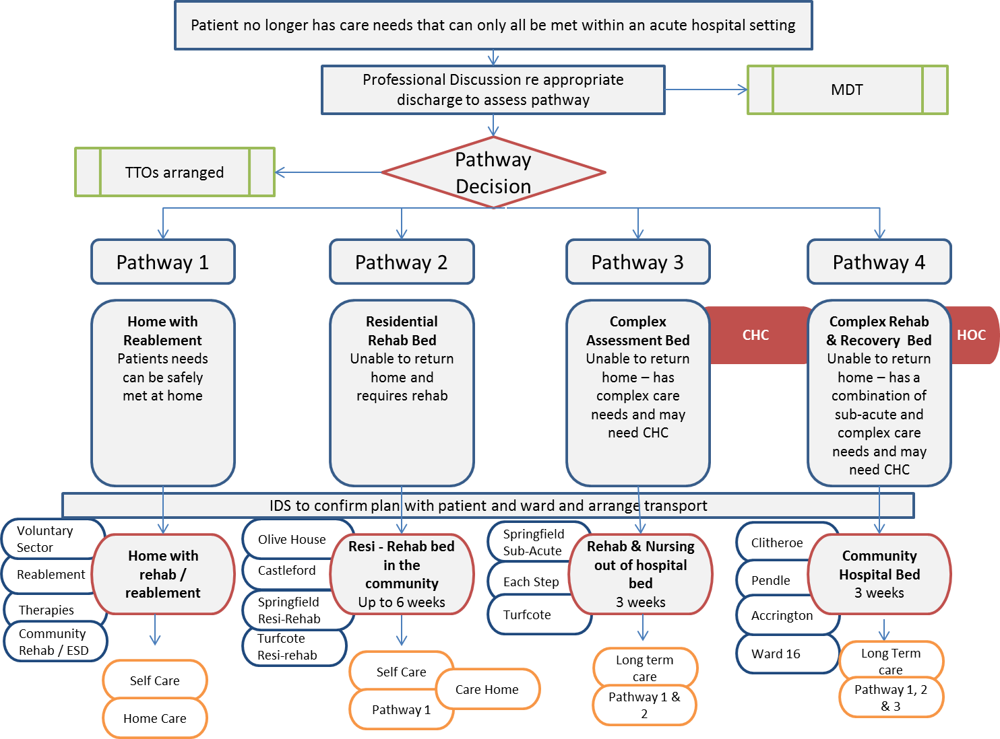 Patient no longer has care needs that can only all be met within an acute hospital setting
Professional Discussion re appropriate
discharge to assess pathway
MDT
TTOs arranged
Pathway
Decision
Pathway 1
Pathway 2
Pathway 3
Pathway 4
Home with
Reablement
Patients needs
can be safely
met at home
Residential
Rehab Bed
Unable to return
home and
requires rehab
Complex
Assessment Bed
Unable to return
home – has
complex care
needs and may
need CHC
CHC
Complex Rehab
& Recovery Bed
Unable to return
home – has a
combination of
sub-acute and
complex care
needs and may
need CHC
HOC
IDS to confirm plan with patient and ward and arrange transport
Voluntary
Sector
Reablement
Therapies
Community
Rehab / ESD
Home with
rehab /
reablement
Self Care
Home Care
Olive House
Castleford
Springfield
Resi-Rehab
Turfcote
Resi-rehab
Resi - Rehab bed
in the
community
Up to 6 weeks
Self Care
Care Home
Pathway 1
Springfield
Sub-Acute
Each Step
Turfcote
Rehab & Nursing
out of hospital
bed
3 weeks
Long term
care
Pathway 1 &
2
Clitheroe
Pendle
Accrington
Ward 16
Community
Hospital Bed
3 weeks
Long Term
care
Pathway 1, 2
& 3